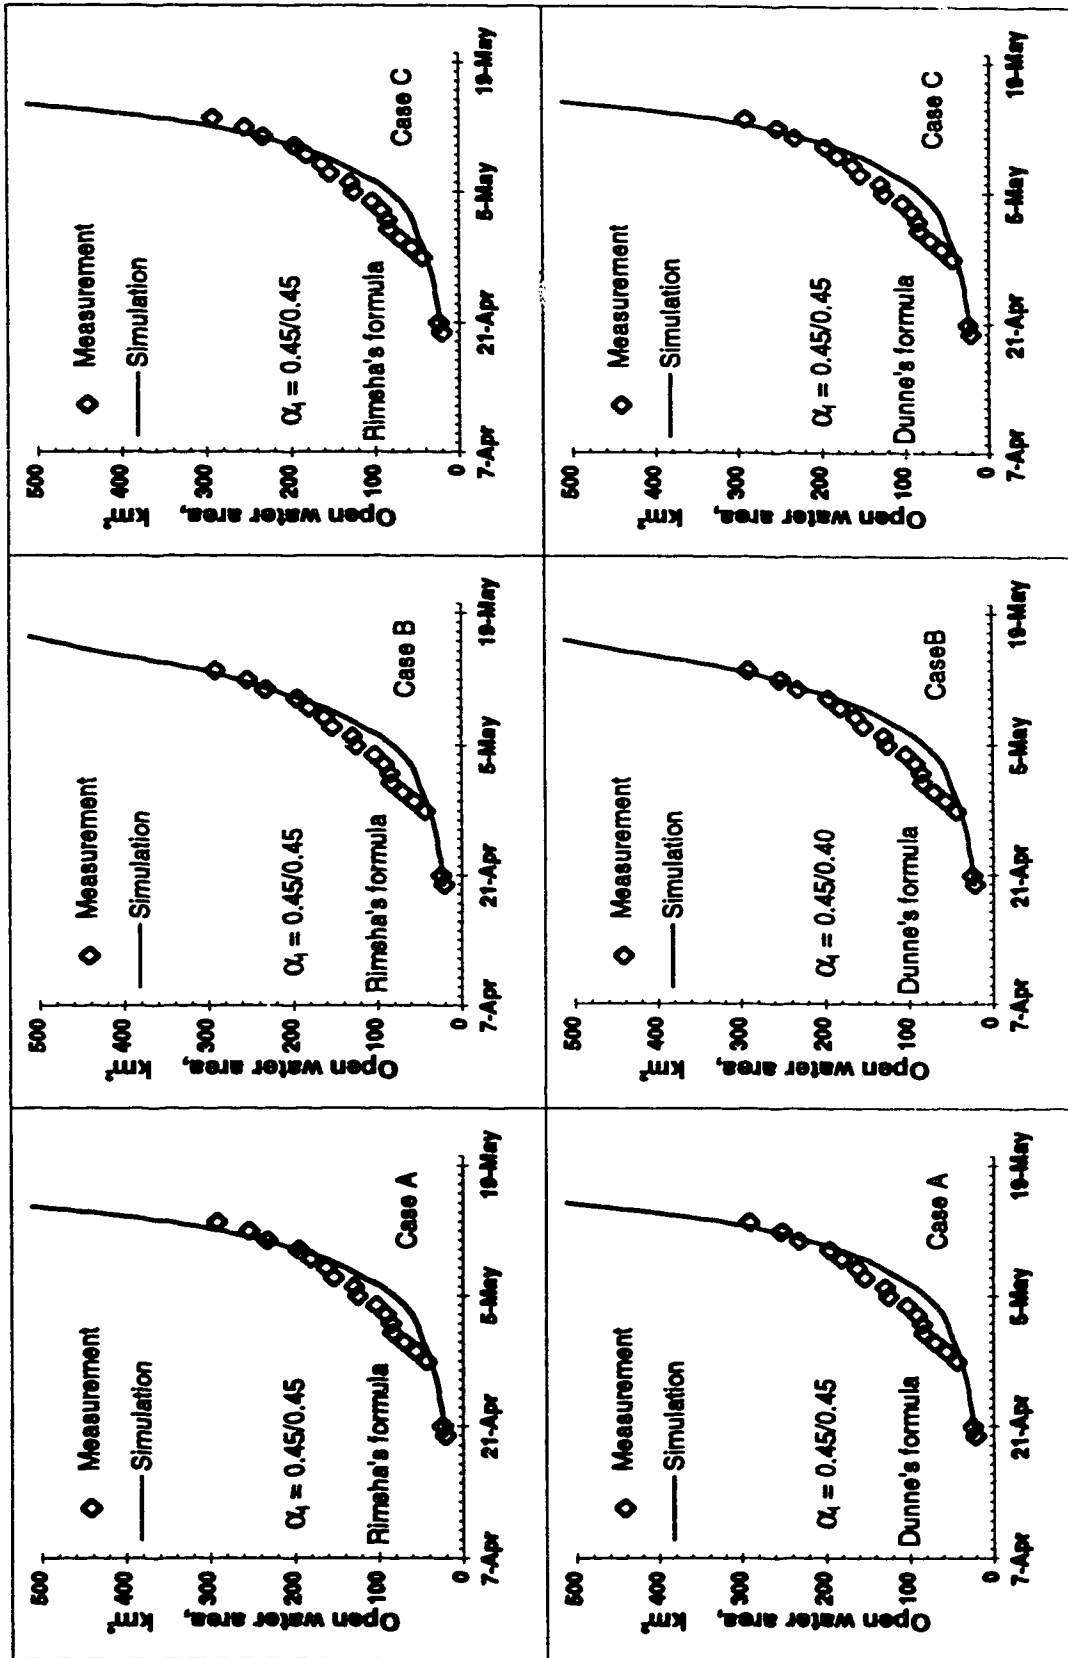 Open water area,
km²
500
400
300
200
100
0
Measurement
Simulation
α₁ = 0.45/0.45
Rimsha's formula
Case A
7-Apr
21-Apr
5-May
19-May
Open water area,
km²
500
400
300
200
100
0
Measurement
Simulation
α₁ = 0.45/0.45
Rimsha's formula
Case B
7-Apr
21-Apr
5-May
19-May
Open water area,
km²
500
400
300
200
100
0
Measurement
Simulation
α₁ = 0.45/0.45
Rimsha's formula
Case C
7-Apr
21-Apr
5-May
19-May
Open water area,
km²
500
400
300
200
100
0
Measurement
Simulation
α₁ = 0.45/0.45
Dunne's formula
Case A
7-Apr
21-Apr
5-May
19-May
Open water area,
km²
500
400
300
200
100
0
Measurement
Simulation
α₁ = 0.45/0.40
Dunne's formula
CaseB
7-Apr
21-Apr
5-May
19-May
Open water area,
km²
500
400
300
200
100
0
Measurement
Simulation
α₁ = 0.45/0.45
Dunne's formula
Case C
7-Apr
21-Apr
5-May
19-May